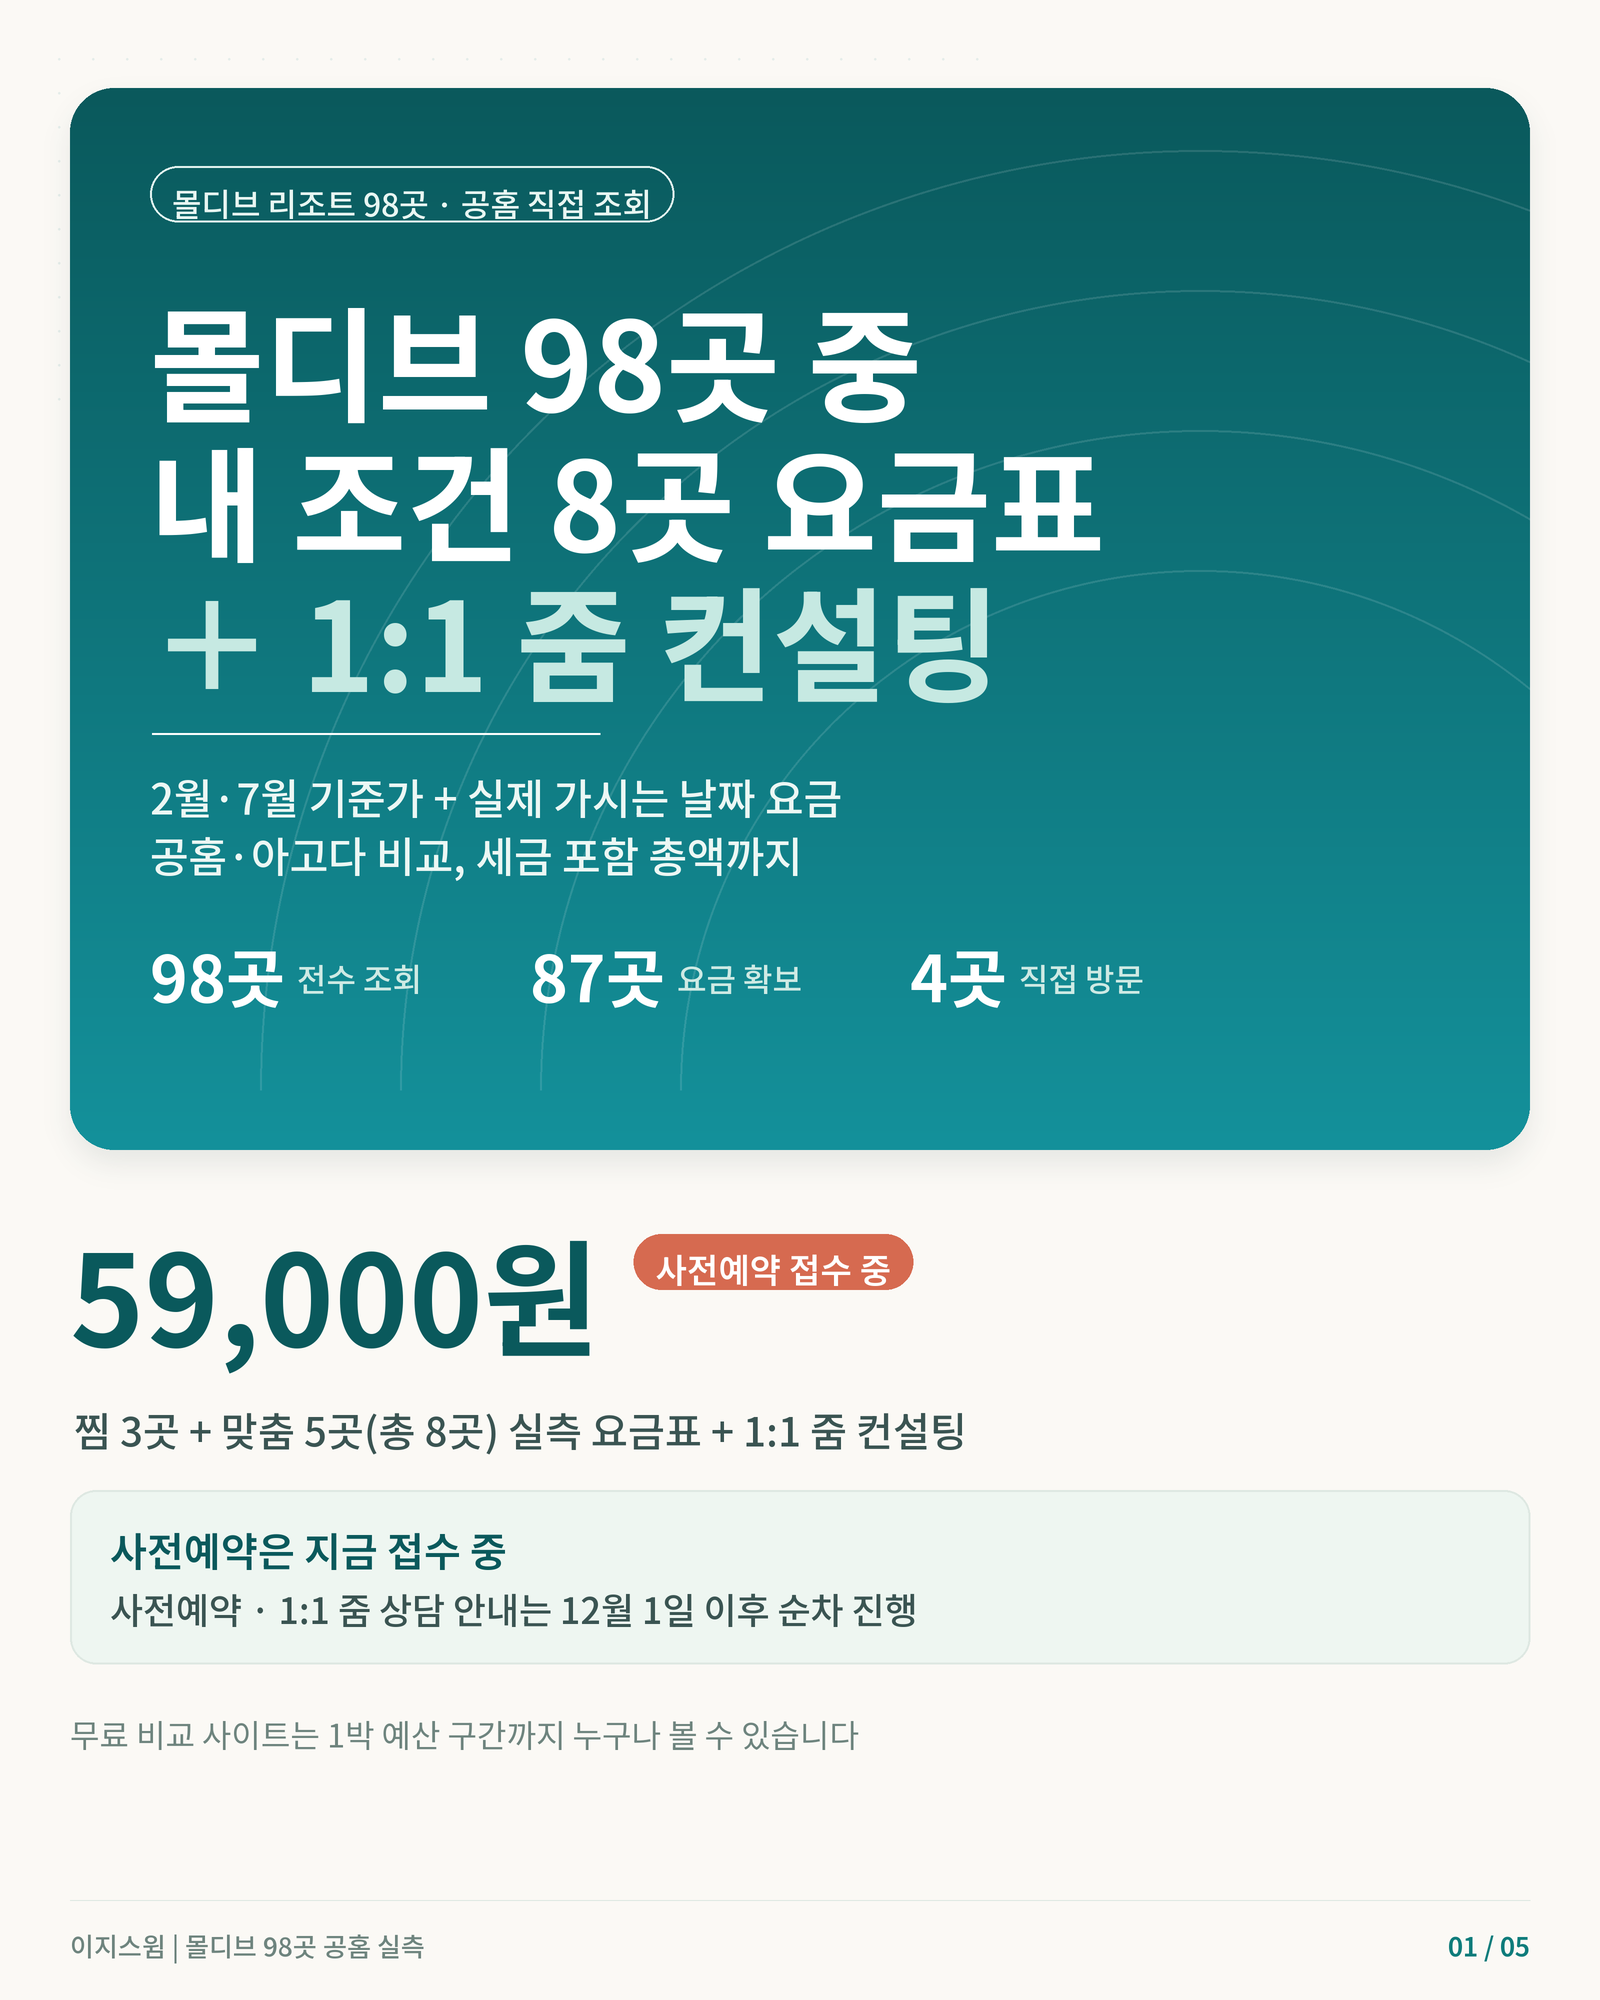 몰디브 리조트 98곳 · 공홈 직접 조회
몰디브 98곳 중
내 조건 8곳 요금표
+ 1:1 줌 컨설팅
2월·7월 기준가 + 실제 가시는 날짜 요금
공홈·아고다 비교, 세금 포함 총액까지
98곳 전수 조회 87곳 요금 확보 4곳 직접 방문
59,000원 사전예약 접수 중
찜 3곳 + 맞춤 5곳(총 8곳) 실측 요금표 + 1:1 줌 컨설팅
사전예약은 지금 접수 중
사전예약 · 1:1 줌 상담 안내는 12월 1일 이후 순차 진행
무료 비교 사이트는 1박 예산 구간까지 누구나 볼 수 있습니다
이지스윔 | 몰디브 98곳 공홈 실측 01 / 05